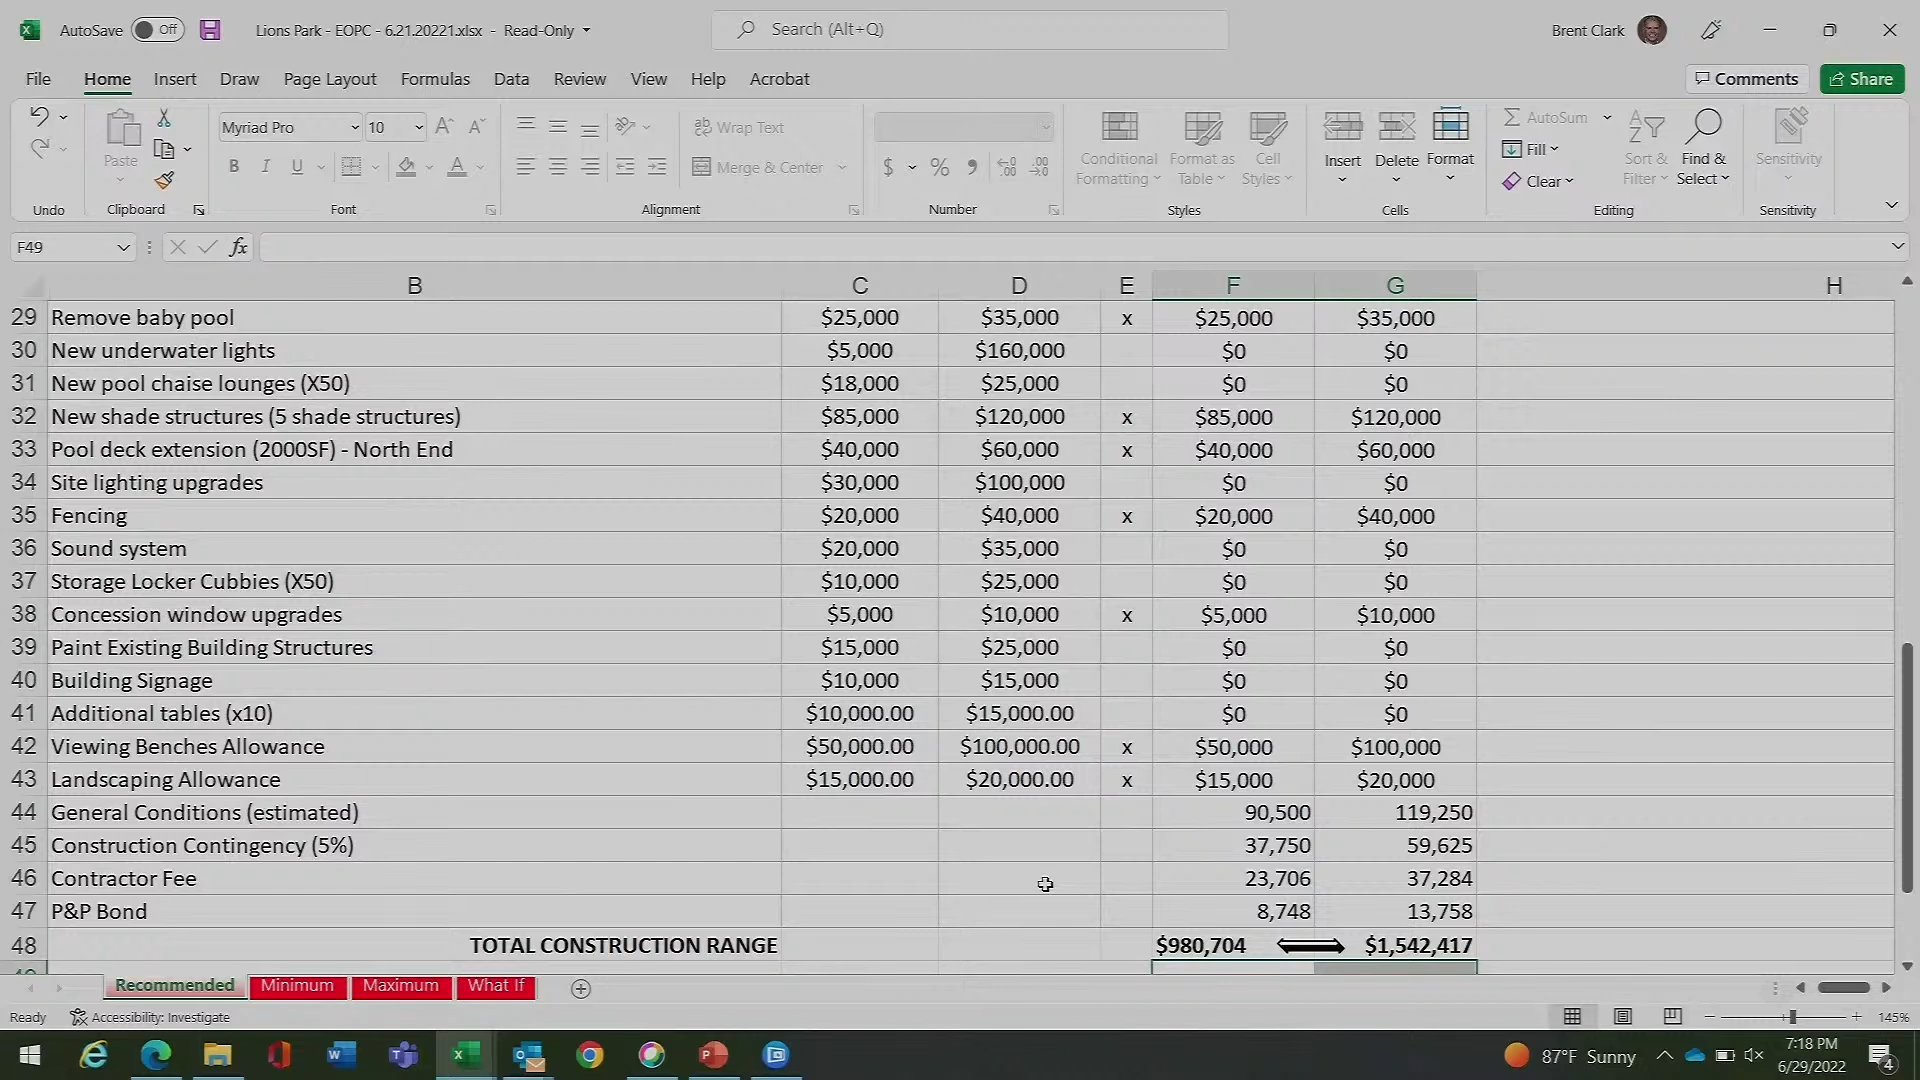 AutoSave Off Lions Park - EOPC - 6.21.20221.xlsx - Read-Only Search (Alt+Q) Brent Clark
File Home Insert Draw Page Layout Formulas Data Review View Help Acrobat Comments Share
Myriad Pro 10 Wrap Text AutoSum
Paste B I U Merge & Center $ % Conditional Formatting Format as Table Cell Styles Insert Delete Format Fill Clear Sort & Filter Find & Select Sensitivity
Undo Clipboard Font Alignment Number Styles Cells Editing Sensitivity
F49 fx
B C D E F G H
29 Remove baby pool $25,000 $35,000 x $25,000 $35,000
30 New underwater lights $5,000 $160,000 $0 $0
31 New pool chaise lounges (X50) $18,000 $25,000 $0 $0
32 New shade structures (5 shade structures) $85,000 $120,000 x $85,000 $120,000
33 Pool deck extension (2000SF) - North End $40,000 $60,000 x $40,000 $60,000
34 Site lighting upgrades $30,000 $100,000 $0 $0
35 Fencing $20,000 $40,000 x $20,000 $40,000
36 Sound system $20,000 $35,000 $0 $0
37 Storage Locker Cubbies (X50) $10,000 $25,000 $0 $0
38 Concession window upgrades $5,000 $10,000 x $5,000 $10,000
39 Paint Existing Building Structures $15,000 $25,000 $0 $0
40 Building Signage $10,000 $15,000 $0 $0
41 Additional tables (x10) $10,000.00 $15,000.00 $0 $0
42 Viewing Benches Allowance $50,000.00 $100,000.00 x $50,000 $100,000
43 Landscaping Allowance $15,000.00 $20,000.00 x $15,000 $20,000
44 General Conditions (estimated) 90,500 119,250
45 Construction Contingency (5%) 37,750 59,625
46 Contractor Fee 23,706 37,284
47 P&P Bond 8,748 13,758
48 TOTAL CONSTRUCTION RANGE $980,704 $1,542,417
Recommended Minimum Maximum What If
Ready Accessibility: Investigate 145%
87°F Sunny 7:18 PM
6/29/2022 4